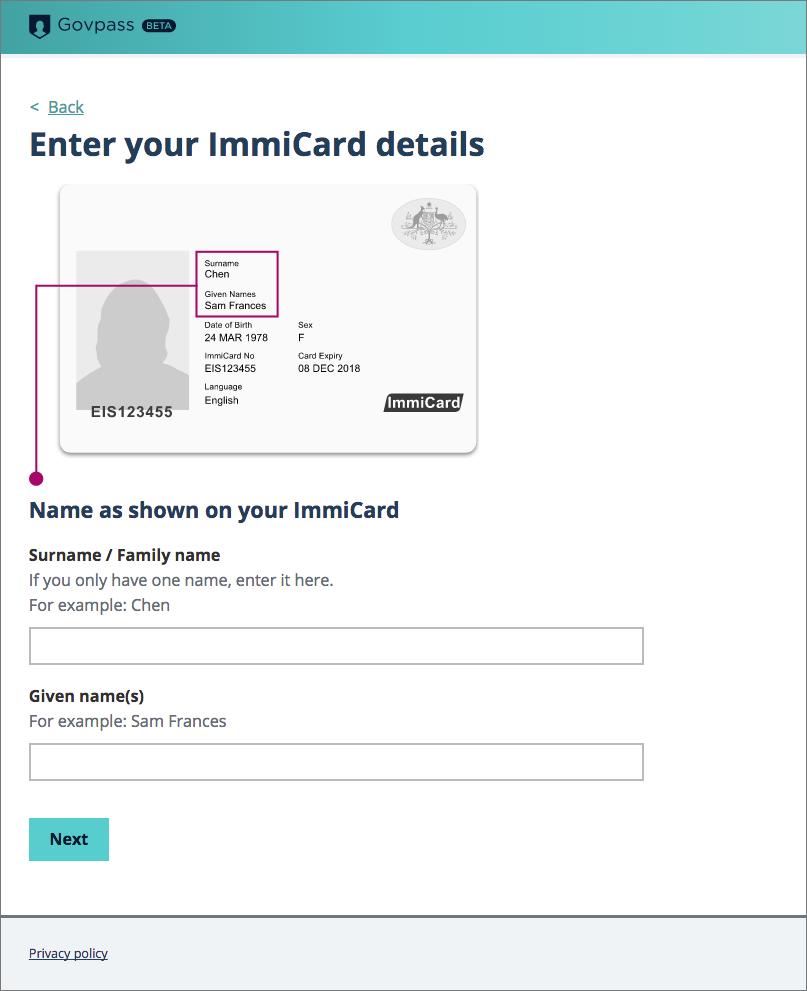 Govpass BETA
< Back
Enter your ImmiCard details
Surname
Chen
Given Names
Sam Frances
Date of Birth Sex
24 MAR 1978 F
ImmiCard No Card Expiry
EIS123455 08 DEC 2018
Language
English
EIS123455
ImmiCard
Name as shown on your ImmiCard
Surname / Family name
If you only have one name, enter it here.
For example: Chen
Given name(s)
For example: Sam Frances
Next
Privacy policy